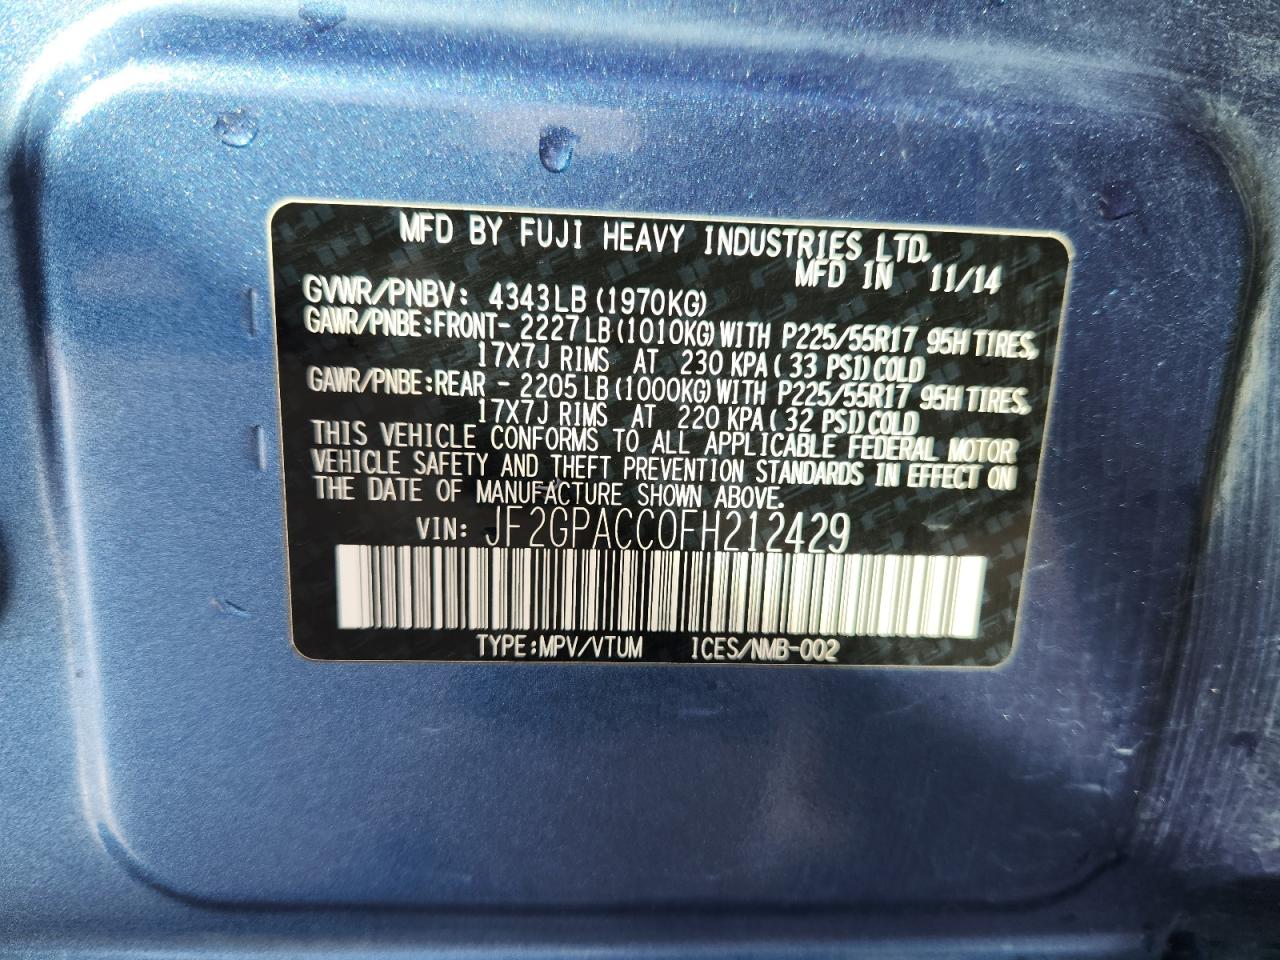 MFD BY FUJI HEAVY INDUSTRIES LTD.
MFD IN 11/14
GVWR/PNBV: 4343LB (1970KG)
GAWR/PNBE:FRONT- 2227LB (1010KG) WITH P225/55R17 95H TIRES,
17X7J RIMS AT 230 KPA (33 PSI) COLD
GAWR/PNBE:REAR - 2205LB (1000KG) WITH P225/55R17 95H TIRES,
17X7J RIMS AT 220 KPA (32 PSI) COLD
THIS VEHICLE CONFORMS TO ALL APPLICABLE FEDERAL MOTOR
VEHICLE SAFETY AND THEFT PREVENTION STANDARDS IN EFFECT ON
THE DATE OF MANUFACTURE SHOWN ABOVE.
VIN: JF2GPACC0FH212429
TYPE:MPV/VTUM ICES/NMB-002